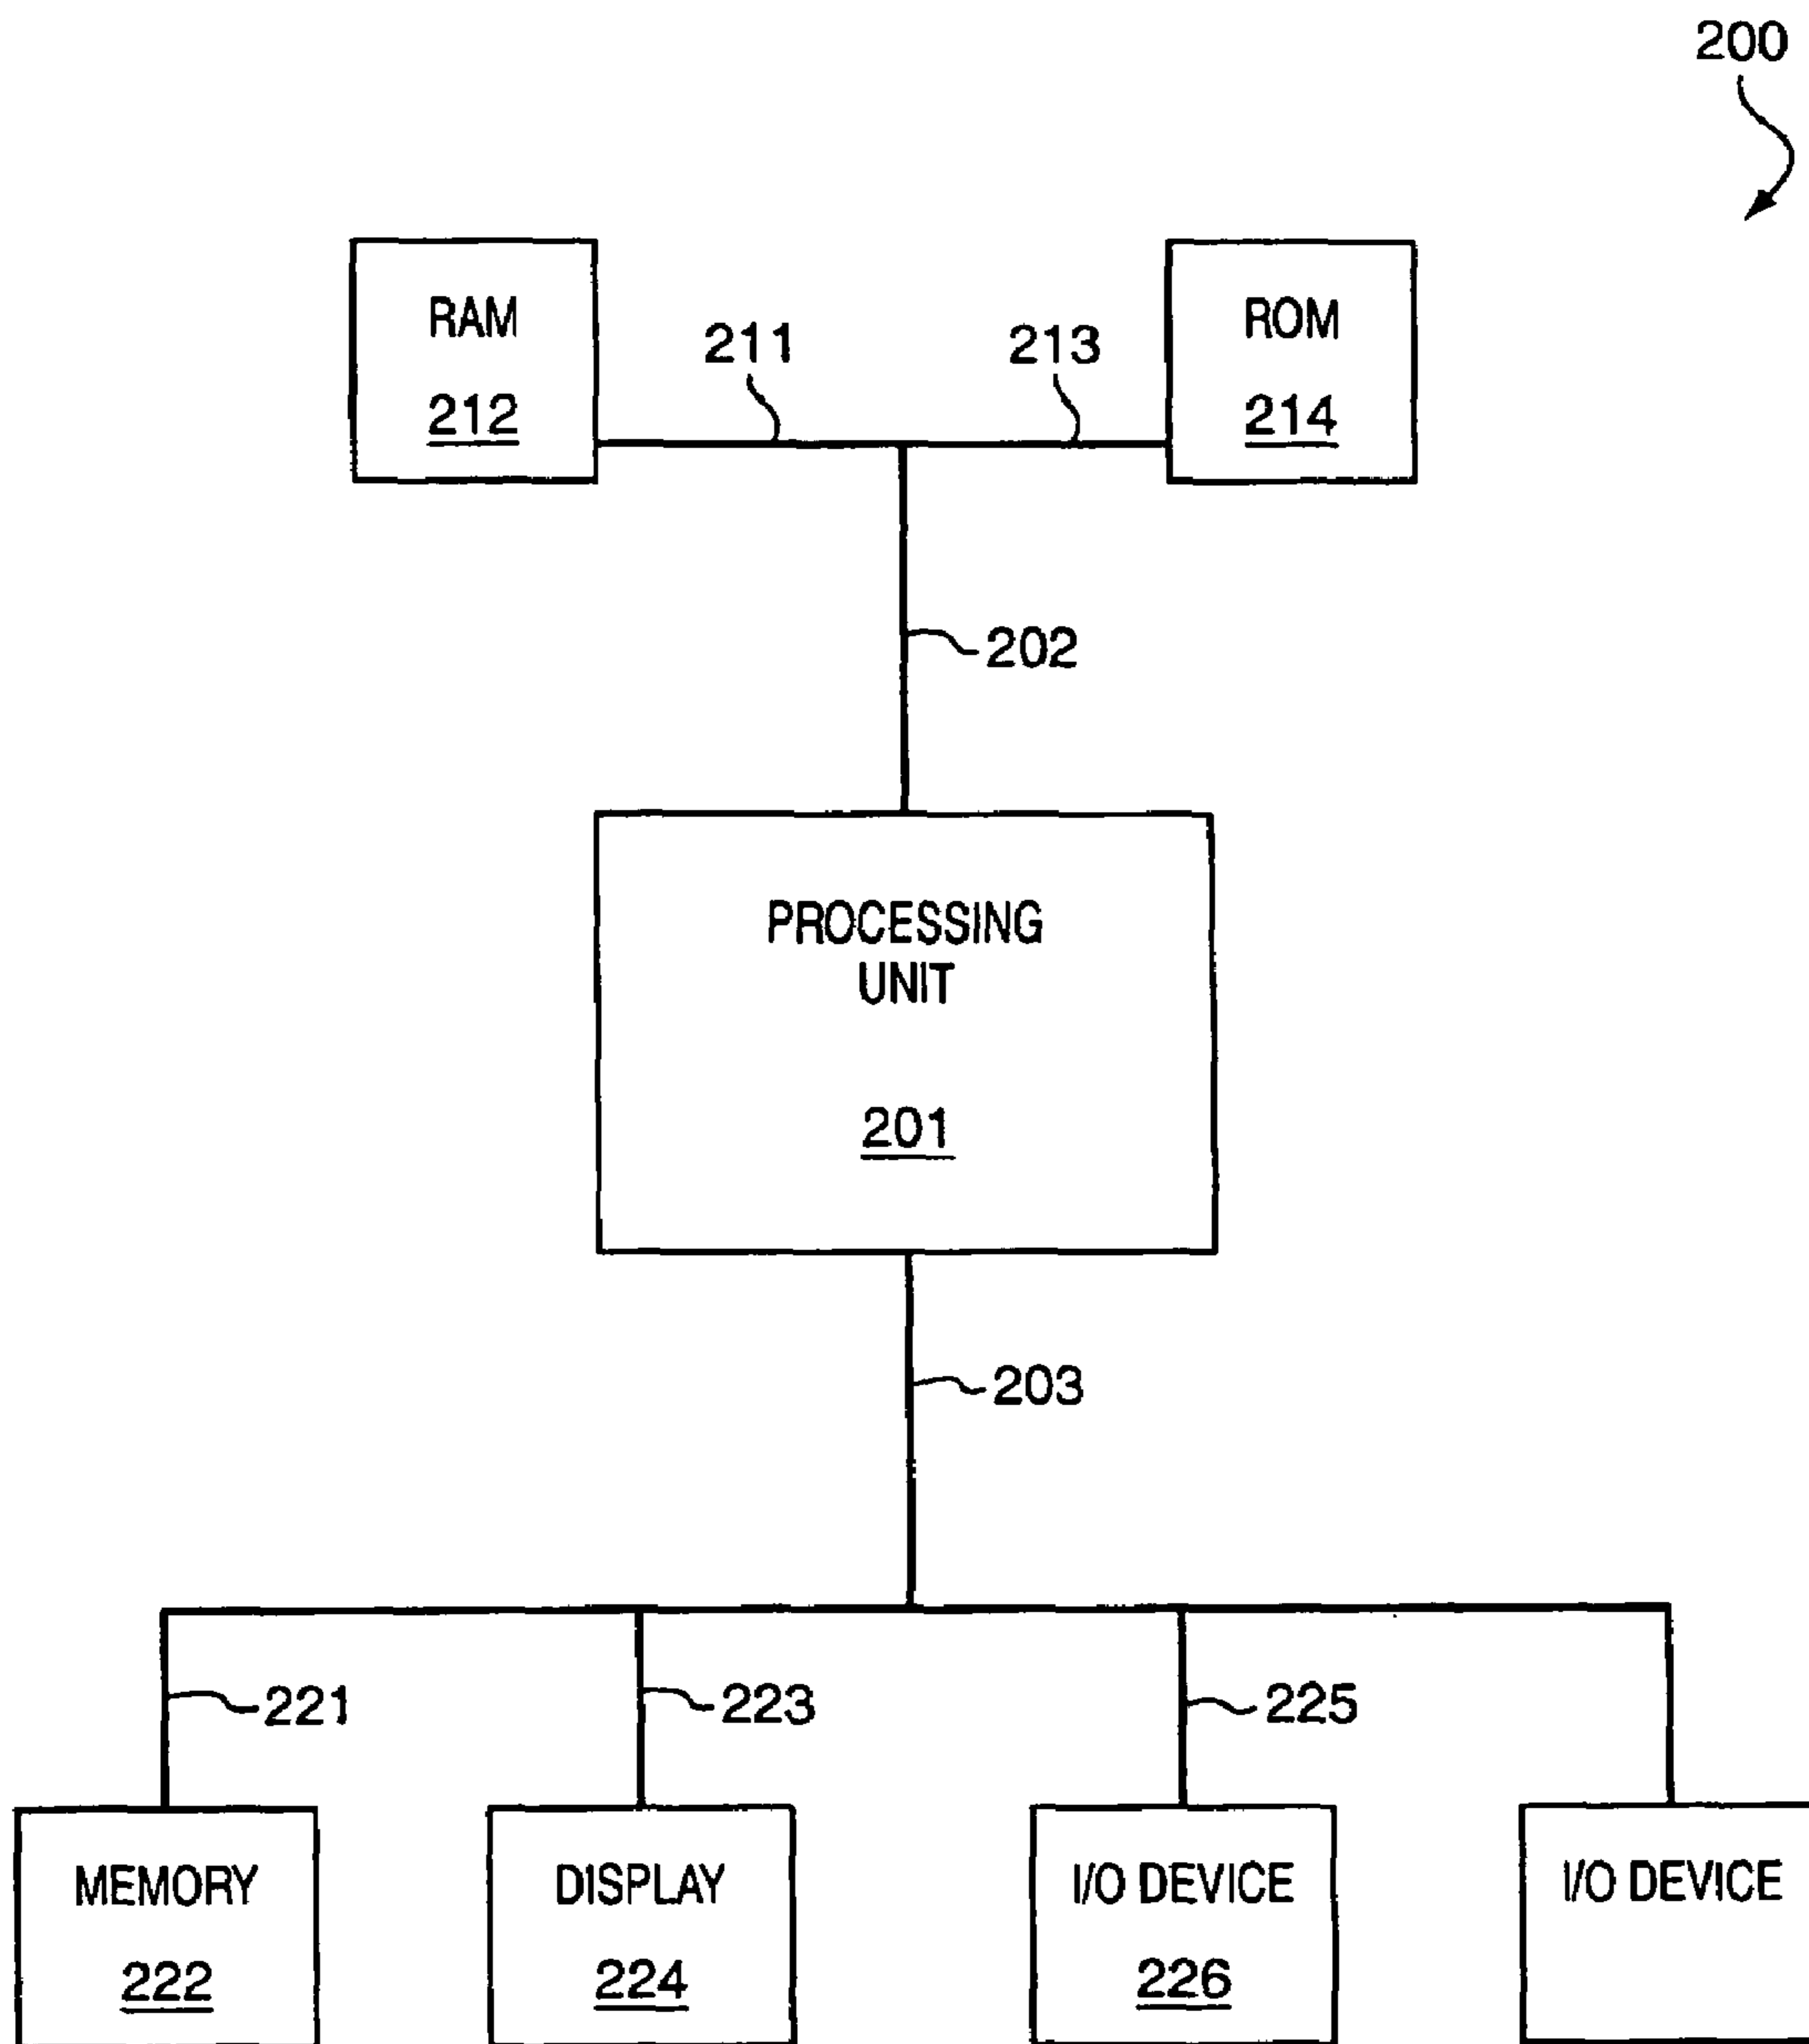 200
RAM
212
211
213
ROM
214
202
PROCESSING
UNIT
201
203
221
223
225
MEMORY
222
DISPLAY
224
I/O DEVICE
226
I/O DEVICE